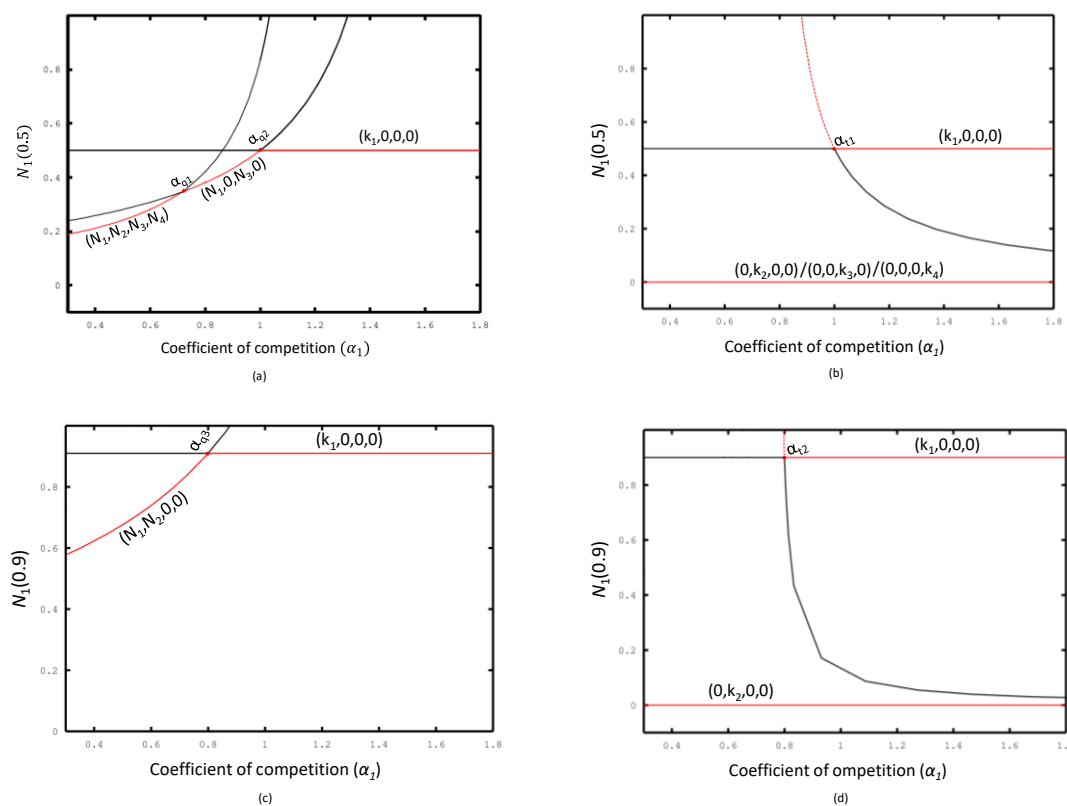 N₁(0.5)
0.8
0.6
0.4
0.2
0
α_q1
α_q2
(k₁,0,0,0)
(N₁,0,N₃,0)
(N₁,N₂,N₃,N₄)
0.4 0.6 0.8 1 1.2 1.4 1.6 1.8
Coefficient of competition (α₁)
(a)
N₁(0.5)
0.8
0.6
0.4
0.2
0
α_t1
(k₁,0,0,0)
(0,k₂,0,0)/(0,0,k₃,0)/(0,0,0,k₄)
0.4 0.6 0.8 1 1.2 1.4 1.6 1.8
Coefficient of competition (α₁)
(b)
N₁(0.9)
0.8
0.6
0.4
0.2
0
α_q3
(k₁,0,0,0)
(N₁,N₂,0,0)
0.4 0.6 0.8 1 1.2 1.4 1.6 1.8
Coefficient of competition (α₁)
(c)
N₁(0.9)
0.8
0.6
0.4
0.2
0
α_t2
(k₁,0,0,0)
(0,k₂,0,0)
0.4 0.6 0.8 1 1.2 1.4 1.6 1.8
Coefficient of ompetition (α₁)
(d)